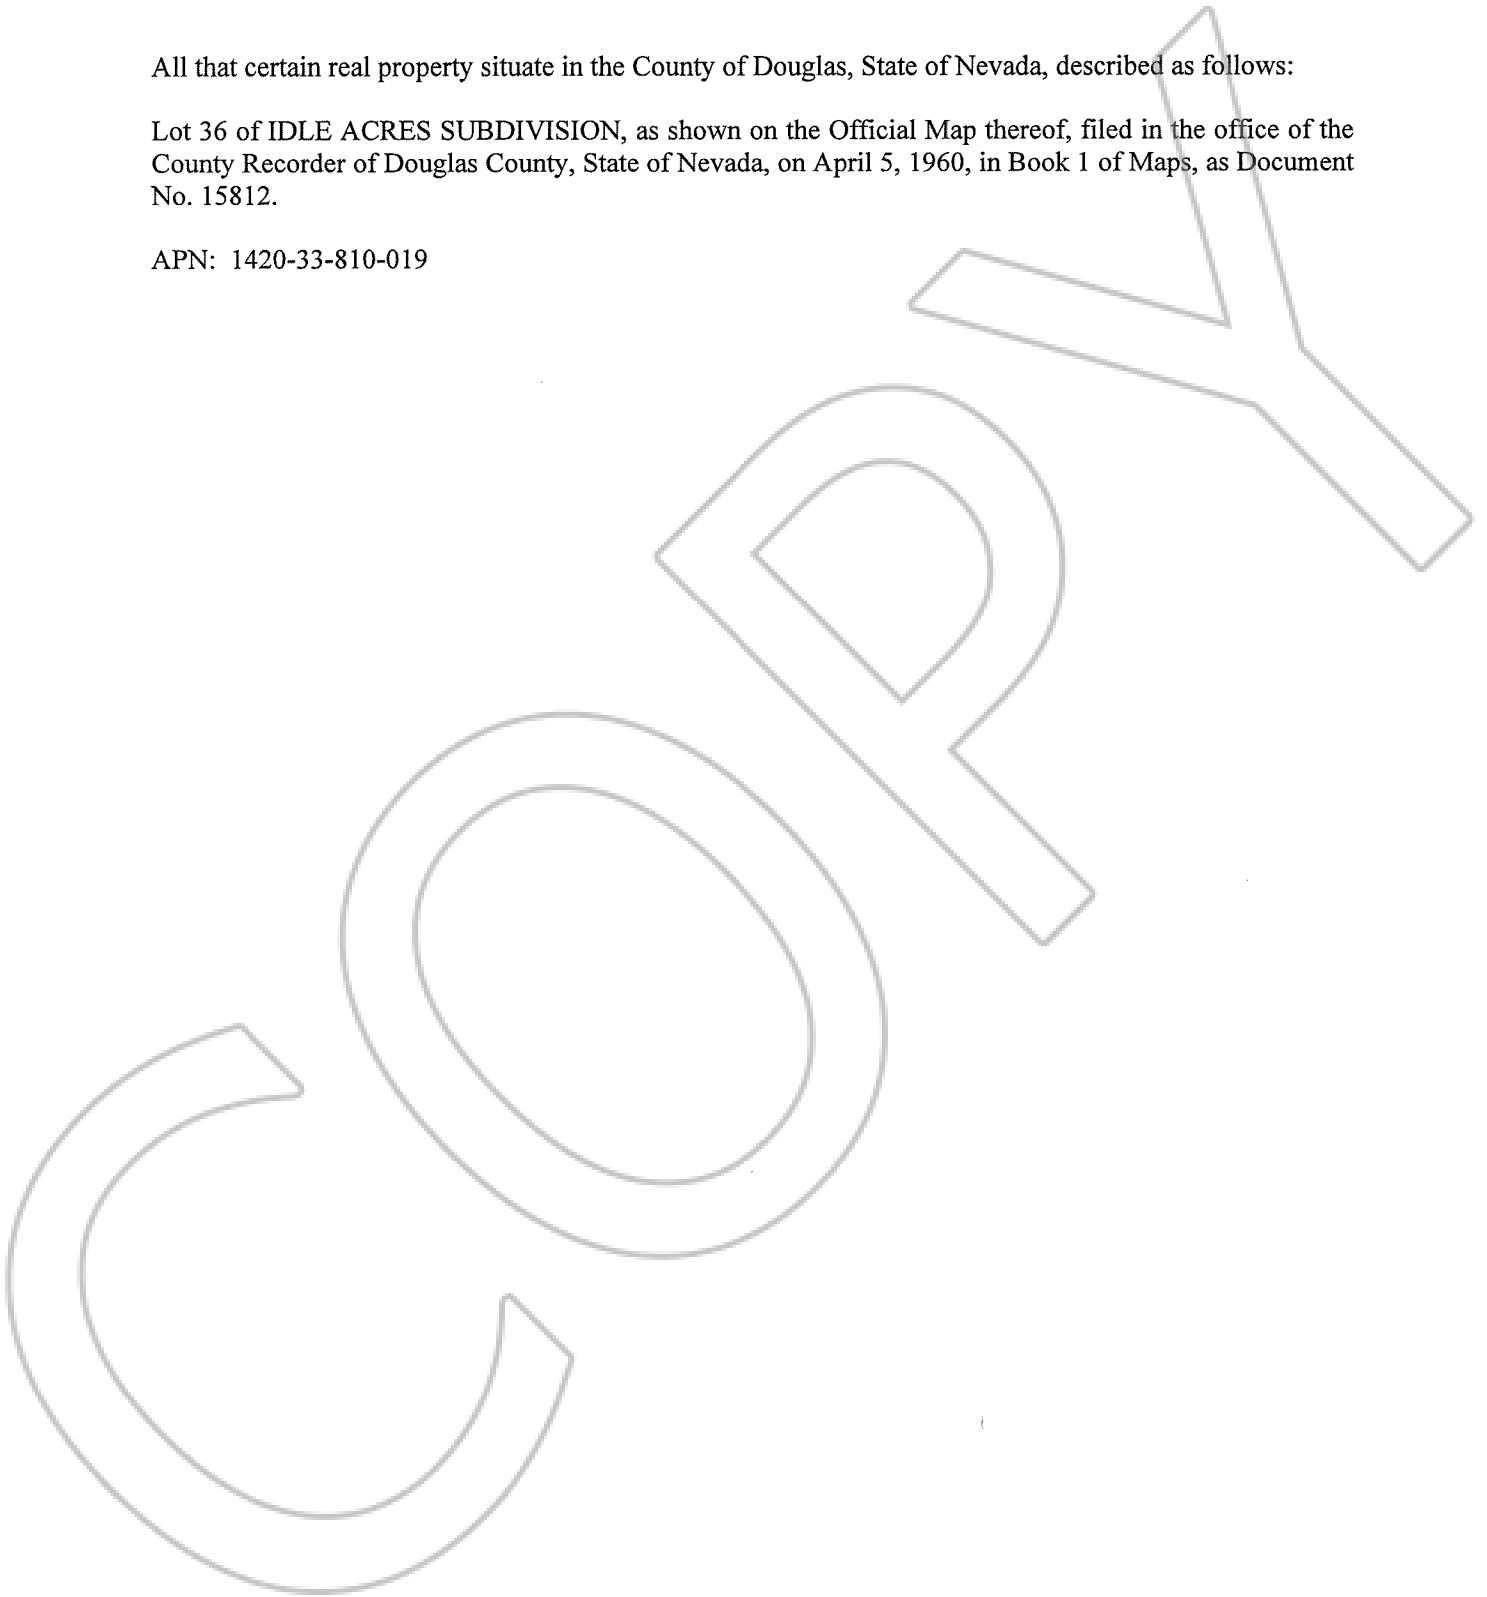 All that certain real property situate in the County of Douglas, State of Nevada, described as follows:
Lot 36 of IDLE ACRES SUBDIVISION, as shown on the Official Map thereof, filed in the office of the
County Recorder of Douglas County, State of Nevada, on April 5, 1960, in Book 1 of Maps, as Document
No. 15812.
APN: 1420-33-810-019
COPY